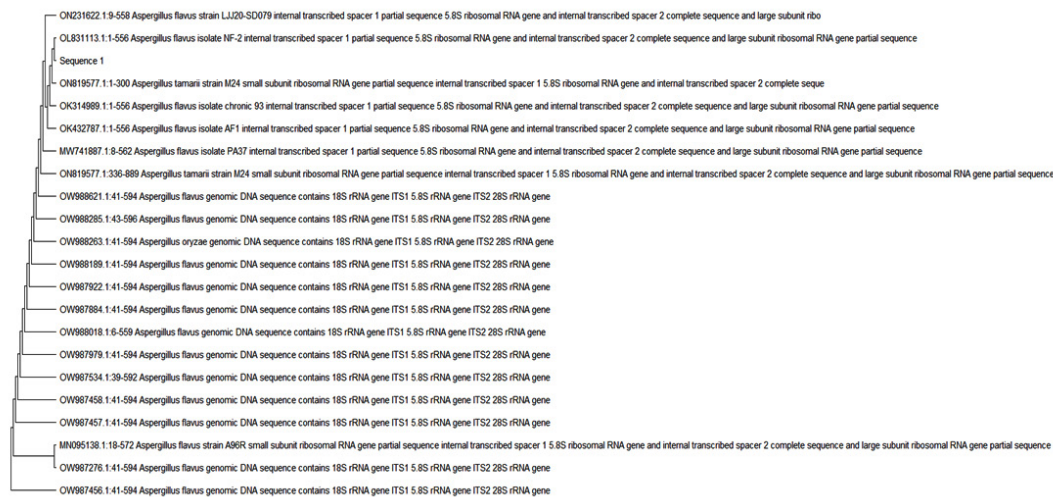 ON231622.1:9-558 Aspergillus flavus strain LJJ20-SD079 internal transcribed spacer 1 partial sequence 5.8S ribosomal RNA gene and internal transcribed spacer 2 complete sequence and large subunit ribo
OL831113.1:1-556 Aspergillus flavus isolate NF-2 internal transcribed spacer 1 partial sequence 5.8S ribosomal RNA gene and internal transcribed spacer 2 complete sequence and large subunit ribosomal RNA gene partial sequence
Sequence 1
ON819577.1:1-300 Aspergillus tamarii strain M24 small subunit ribosomal RNA gene partial sequence internal transcribed spacer 1 5.8S ribosomal RNA gene and internal transcribed spacer 2 complete seque
OK314989.1:1-556 Aspergillus flavus isolate chronic 93 internal transcribed spacer 1 partial sequence 5.8S ribosomal RNA gene and internal transcribed spacer 2 complete sequence and large subunit ribosomal RNA gene partial sequence
OK432787.1:1-556 Aspergillus flavus isolate AF1 internal transcribed spacer 1 partial sequence 5.8S ribosomal RNA gene and internal transcribed spacer 2 complete sequence and large subunit ribosomal RNA gene partial sequence
MW741887.1:8-562 Aspergillus flavus isolate PA37 internal transcribed spacer 1 partial sequence 5.8S ribosomal RNA gene and internal transcribed spacer 2 complete sequence and large subunit ribosomal RNA gene partial sequence
ON819577.1:336-889 Aspergillus tamarii strain M24 small subunit ribosomal RNA gene partial sequence internal transcribed spacer 1 5.8S ribosomal RNA gene and internal transcribed spacer 2 complete sequence and large subunit ribosomal RNA gene partial sequence
OW988621.1:41-594 Aspergillus flavus genomic DNA sequence contains 18S rRNA gene ITS1 5.8S rRNA gene ITS2 28S rRNA gene
OW988285.1:43-596 Aspergillus flavus genomic DNA sequence contains 18S rRNA gene ITS1 5.8S rRNA gene ITS2 28S rRNA gene
OW988263.1:41-594 Aspergillus oryzae genomic DNA sequence contains 18S rRNA gene ITS1 5.8S rRNA gene ITS2 28S rRNA gene
OW988189.1:41-594 Aspergillus flavus genomic DNA sequence contains 18S rRNA gene ITS1 5.8S rRNA gene ITS2 28S rRNA gene
OW987922.1:41-594 Aspergillus flavus genomic DNA sequence contains 18S rRNA gene ITS1 5.8S rRNA gene ITS2 28S rRNA gene
OW987884.1:41-594 Aspergillus flavus genomic DNA sequence contains 18S rRNA gene ITS1 5.8S rRNA gene ITS2 28S rRNA gene
OW988018.1:6-559 Aspergillus flavus genomic DNA sequence contains 18S rRNA gene ITS1 5.8S rRNA gene ITS2 28S rRNA gene
OW987979.1:41-594 Aspergillus flavus genomic DNA sequence contains 18S rRNA gene ITS1 5.8S rRNA gene ITS2 28S rRNA gene
OW987534.1:39-592 Aspergillus flavus genomic DNA sequence contains 18S rRNA gene ITS1 5.8S rRNA gene ITS2 28S rRNA gene
OW987458.1:41-594 Aspergillus flavus genomic DNA sequence contains 18S rRNA gene ITS1 5.8S rRNA gene ITS2 28S rRNA gene
OW987457.1:41-594 Aspergillus flavus genomic DNA sequence contains 18S rRNA gene ITS1 5.8S rRNA gene ITS2 28S rRNA gene
MN095138.1:18-572 Aspergillus flavus strain A96R small subunit ribosomal RNA gene partial sequence internal transcribed spacer 1 5.8S ribosomal RNA gene and internal transcribed spacer 2 complete sequence and large subunit ribosomal RNA gene partial sequence
OW987276.1:41-594 Aspergillus flavus genomic DNA sequence contains 18S rRNA gene ITS1 5.8S rRNA gene ITS2 28S rRNA gene
OW987456.1:41-594 Aspergillus flavus genomic DNA sequence contains 18S rRNA gene ITS1 5.8S rRNA gene ITS2 28S rRNA gene